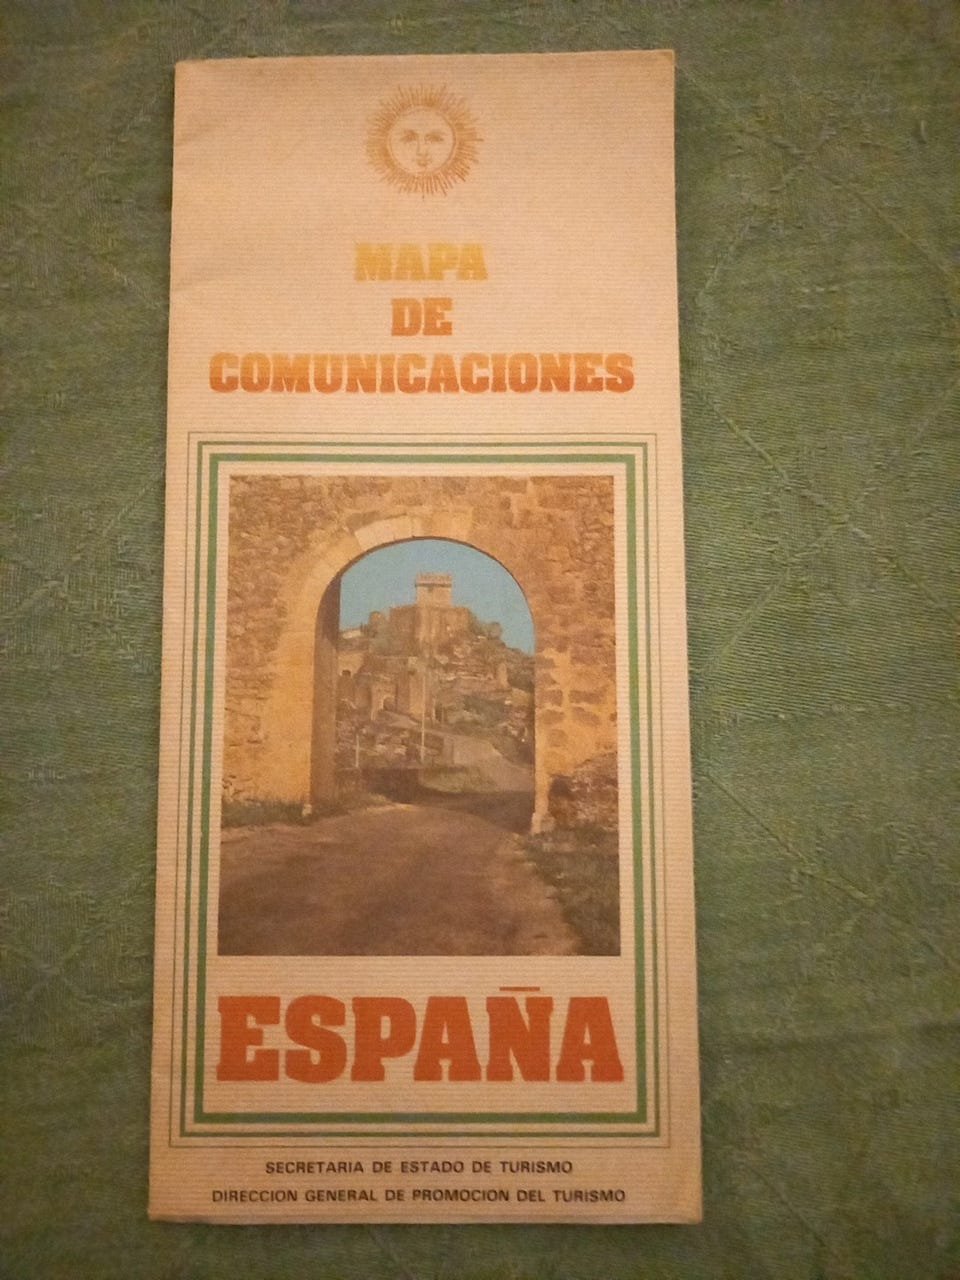 MAPA
DE
COMUNICACIONES
ESPAÑA
SECRETARIA DE ESTADO DE TURISMO
DIRECCION GENERAL DE PROMOCION DEL TURISMO